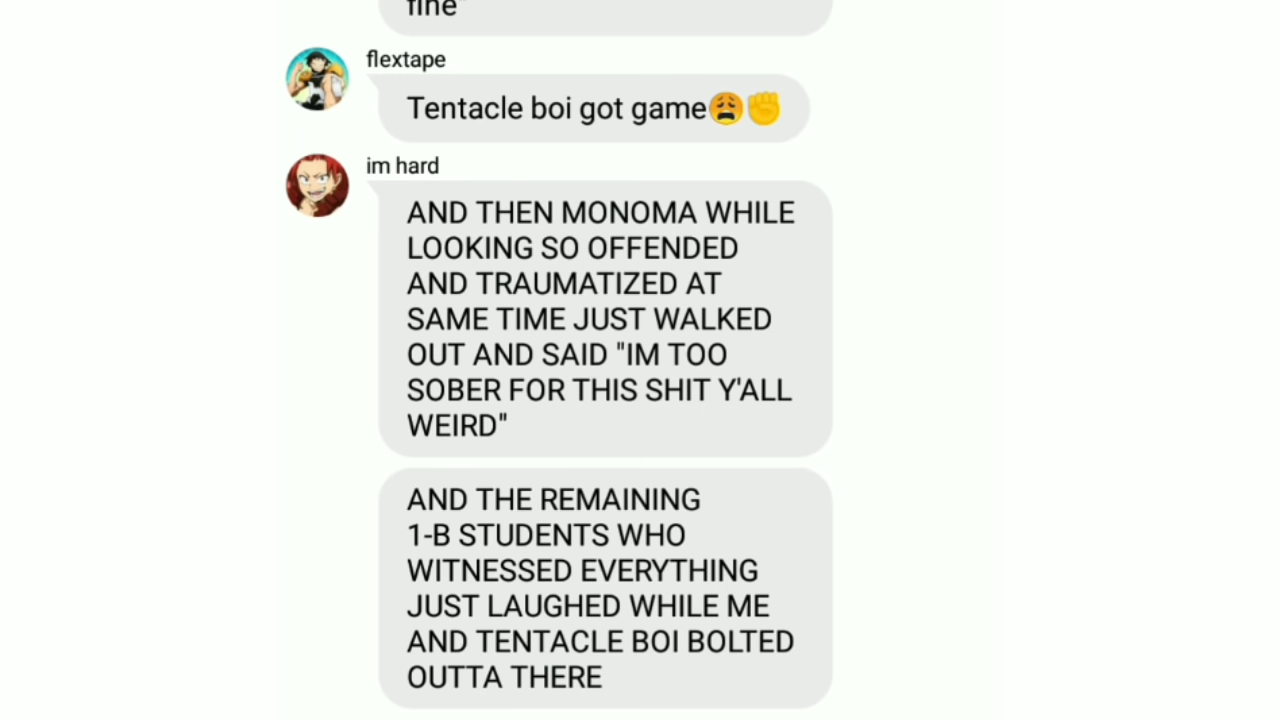 fine"
flextape
Tentacle boi got game😩✊
im hard
AND THEN MONOMA WHILE
LOOKING SO OFFENDED
AND TRAUMATIZED AT
SAME TIME JUST WALKED
OUT AND SAID "IM TOO
SOBER FOR THIS SHIT Y'ALL
WEIRD"
AND THE REMAINING
1-B STUDENTS WHO
WITNESSED EVERYTHING
JUST LAUGHED WHILE ME
AND TENTACLE BOI BOLTED
OUTTA THERE